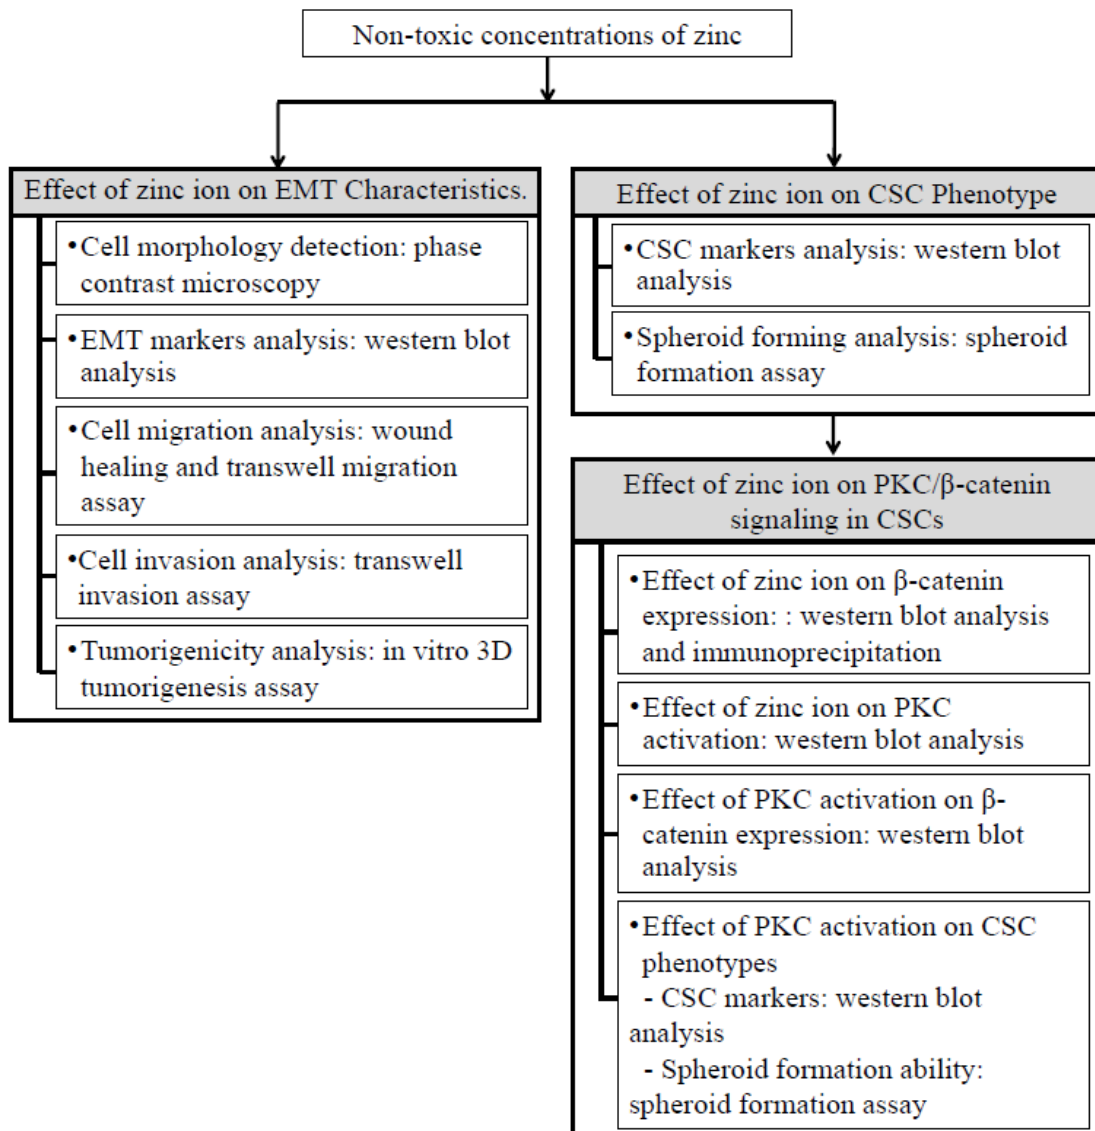 Non-toxic concentrations of zinc
Effect of zinc ion on EMT Characteristics.
•Cell morphology detection: phase
contrast microscopy
•EMT markers analysis: western blot
analysis
•Cell migration analysis: wound
healing and transwell migration
assay
•Cell invasion analysis: transwell
invasion assay
•Tumorigenicity analysis: in vitro 3D
tumorigenesis assay
Effect of zinc ion on CSC Phenotype
•CSC markers analysis: western blot
analysis
•Spheroid forming analysis: spheroid
formation assay
Effect of zinc ion on PKC/β-catenin
signaling in CSCs
•Effect of zinc ion on β-catenin
expression: : western blot analysis
and immunoprecipitation
•Effect of zinc ion on PKC
activation: western blot analysis
•Effect of PKC activation on β-
catenin expression: western blot
analysis
•Effect of PKC activation on CSC
phenotypes
- CSC markers: western blot
analysis
- Spheroid formation ability:
spheroid formation assay